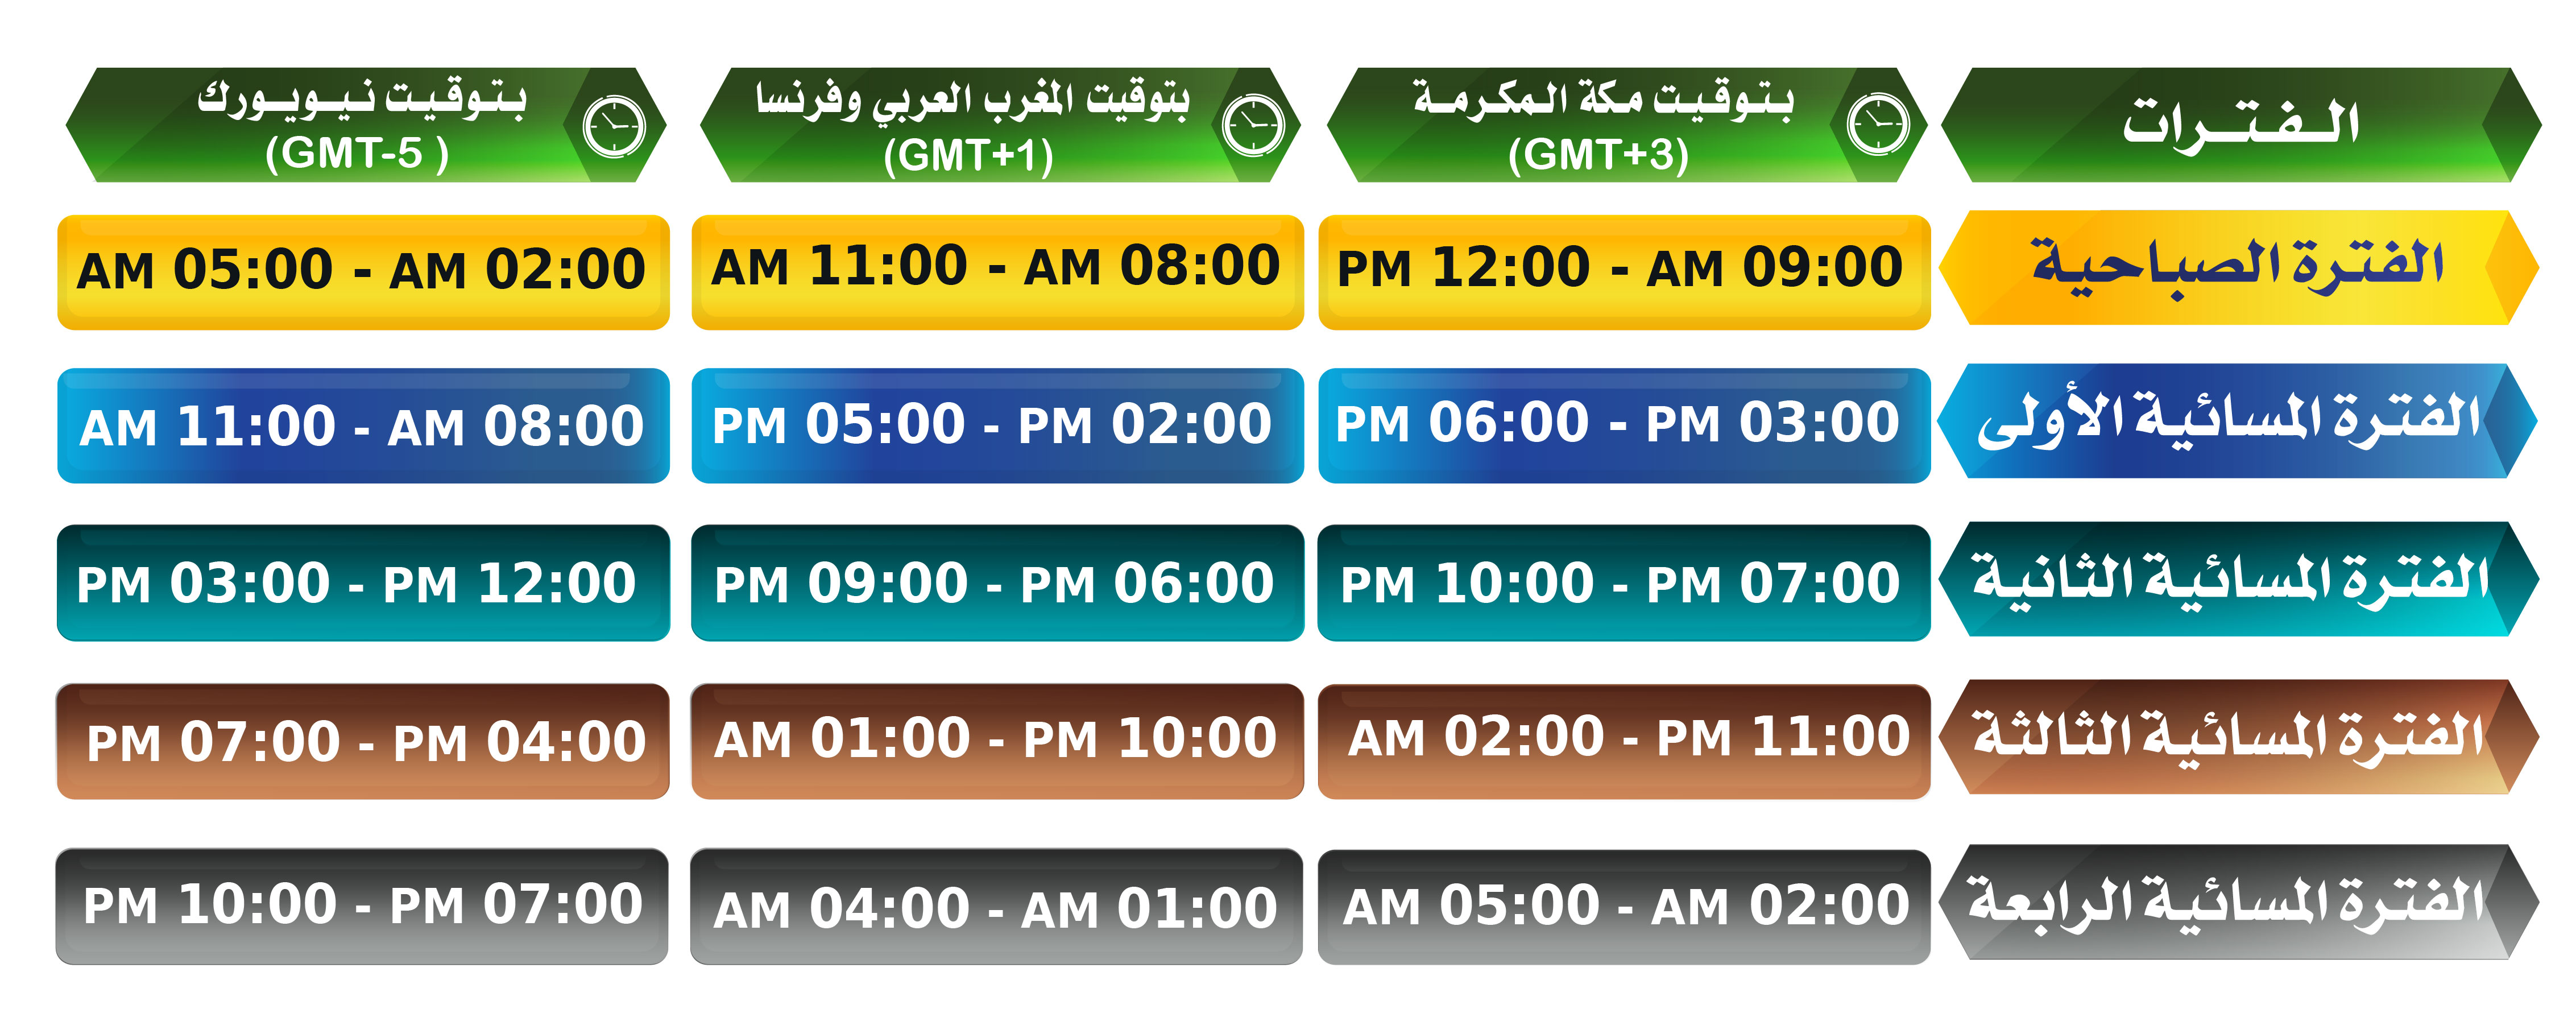 الفترات
بتوقيت مكة المكرمة
(GMT+3)
بتوقيت المغرب العربي وفرنسا
(GMT+1)
بتوقيت نيويورك
(GMT-5 )
الفترة الصباحية
PM 12:00 - AM 09:00
AM 11:00 - AM 08:00
AM 05:00 - AM 02:00
الفترة المسائية الأولى
PM 06:00 - PM 03:00
PM 05:00 - PM 02:00
AM 11:00 - AM 08:00
الفترة المسائية الثانية
PM 10:00 - PM 07:00
PM 09:00 - PM 06:00
PM 03:00 - PM 12:00
الفترة المسائية الثالثة
AM 02:00 - PM 11:00
AM 01:00 - PM 10:00
PM 07:00 - PM 04:00
الفترة المسائية الرابعة
AM 05:00 - AM 02:00
AM 04:00 - AM 01:00
PM 10:00 - PM 07:00